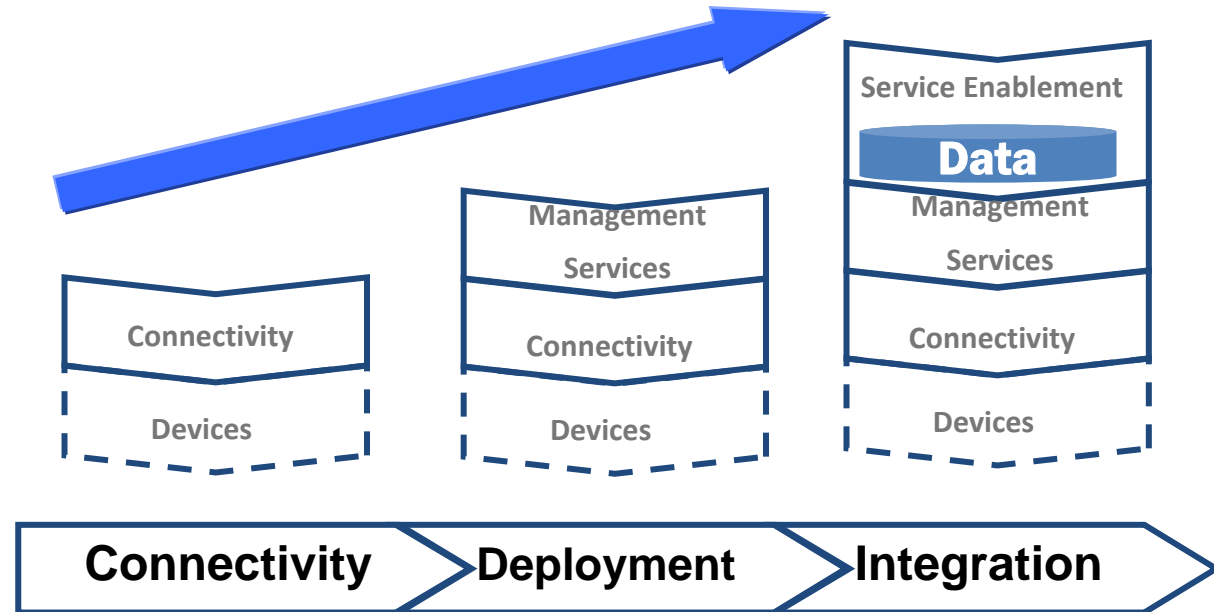 Connectivity
Devices
Management
Services
Connectivity
Devices
Service Enablement
Data
Management
Services
Connectivity
Devices
Connectivity
Deployment
Integration